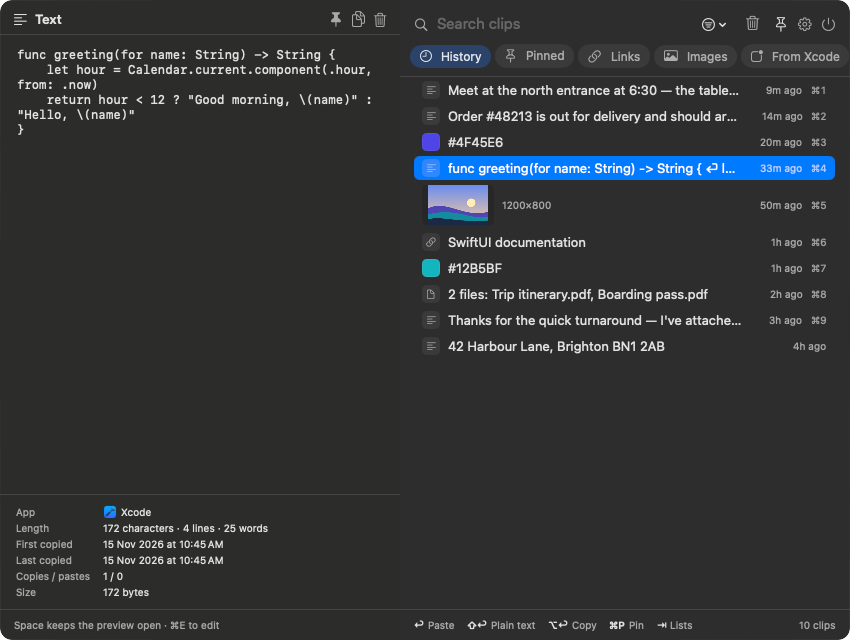 Text
func greeting(for name: String) -> String {
    let hour = Calendar.current.component(.hour,
from: .now)
    return hour < 12 ? "Good morning, \(name)" :
"Hello, \(name)"
}
App Xcode
Length 172 characters · 4 lines · 25 words
First copied 15 Nov 2026 at 10:45 AM
Last copied 15 Nov 2026 at 10:45 AM
Copies / pastes 1 / 0
Size 172 bytes
Space keeps the preview open · ⌘E to edit
Search clips
History Pinned Links Images From Xcode
Meet at the north entrance at 6:30 — the table... 9m ago ⌘1
Order #48213 is out for delivery and should ar... 14m ago ⌘2
#4F45E6 20m ago ⌘3
func greeting(for name: String) -> String { ↩ l... 33m ago ⌘4
1200×800 50m ago ⌘5
SwiftUI documentation 1h ago ⌘6
#12B5BF 1h ago ⌘7
2 files: Trip itinerary.pdf, Boarding pass.pdf 2h ago ⌘8
Thanks for the quick turnaround — I've attache... 3h ago ⌘9
42 Harbour Lane, Brighton BN1 2AB 4h ago
↩ Paste ⇧↩ Plain text ⌥↩ Copy ⌘P Pin ⇥ Lists 10 clips